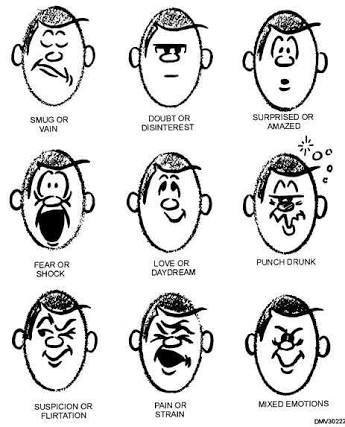 SMUG OR
VAIN
DOUBT OR
DISINTEREST
SURPRISED OR
AMAZED
FEAR OR
SHOCK
LOVE OR
DAYDREAM
PUNCH DRUNK
SUSPICION OR
FLIRTATION
PAIN OR
STRAIN
MIXED EMOTIONS